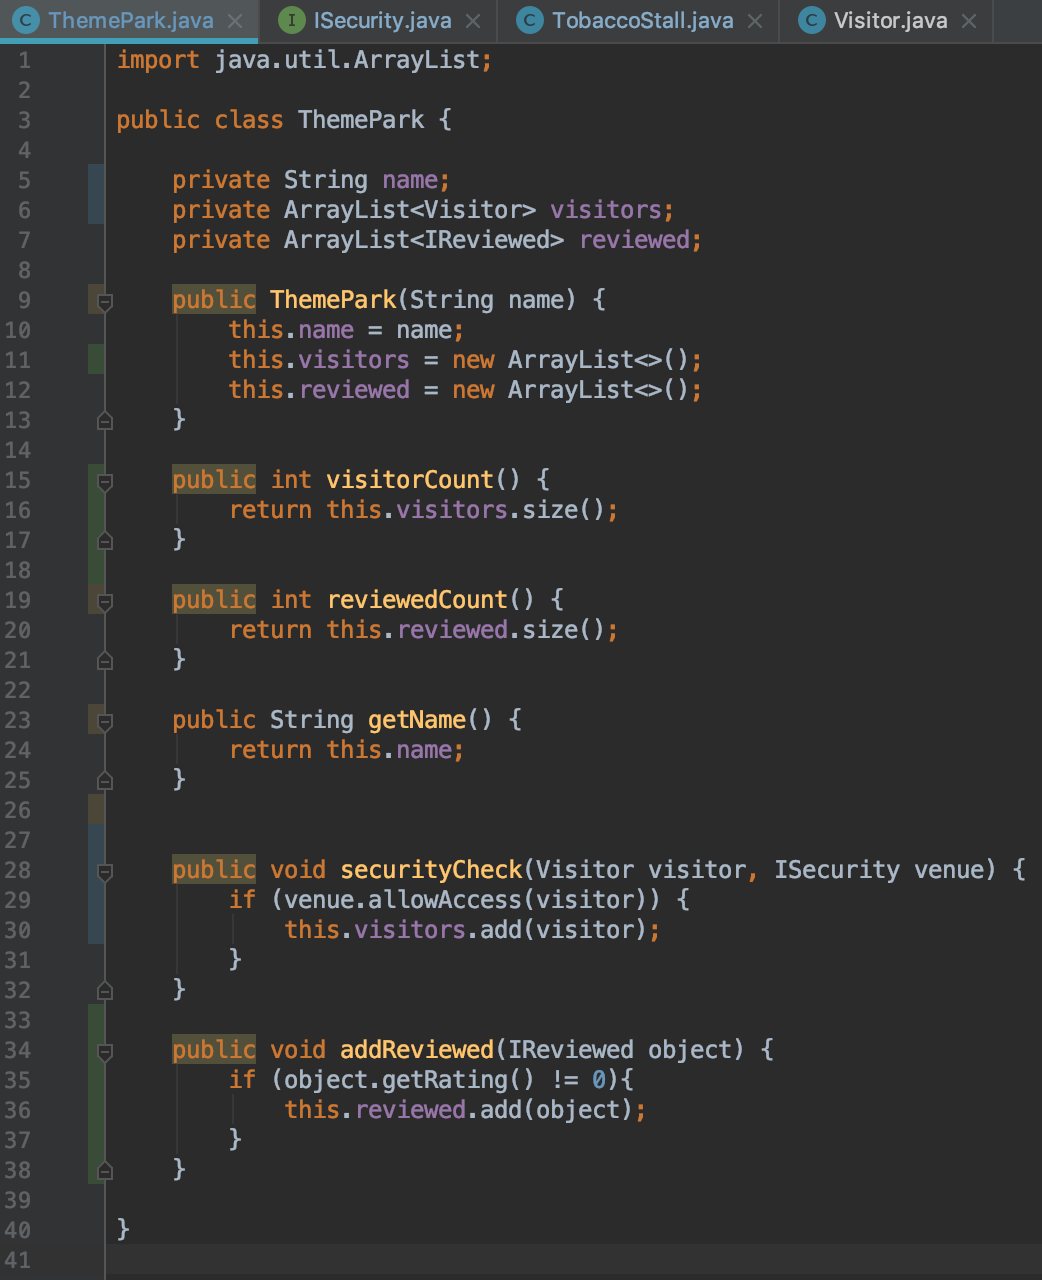 C ThemePark.java × I ISecurity.java × C TobaccoStall.java × C Visitor.java ×
1 import java.util.ArrayList;
2
3 public class ThemePark {
4
5     private String name;
6     private ArrayList<Visitor> visitors;
7     private ArrayList<IReviewed> reviewed;
8
9     public ThemePark(String name) {
10         this.name = name;
11         this.visitors = new ArrayList<>();
12         this.reviewed = new ArrayList<>();
13     }
14
15     public int visitorCount() {
16         return this.visitors.size();
17     }
18
19     public int reviewedCount() {
20         return this.reviewed.size();
21     }
22
23     public String getName() {
24         return this.name;
25     }
26
27
28     public void securityCheck(Visitor visitor, ISecurity venue) {
29         if (venue.allowAccess(visitor)) {
30             this.visitors.add(visitor);
31         }
32     }
33
34     public void addReviewed(IReviewed object) {
35         if (object.getRating() != 0){
36             this.reviewed.add(object);
37         }
38     }
39
40 }
41